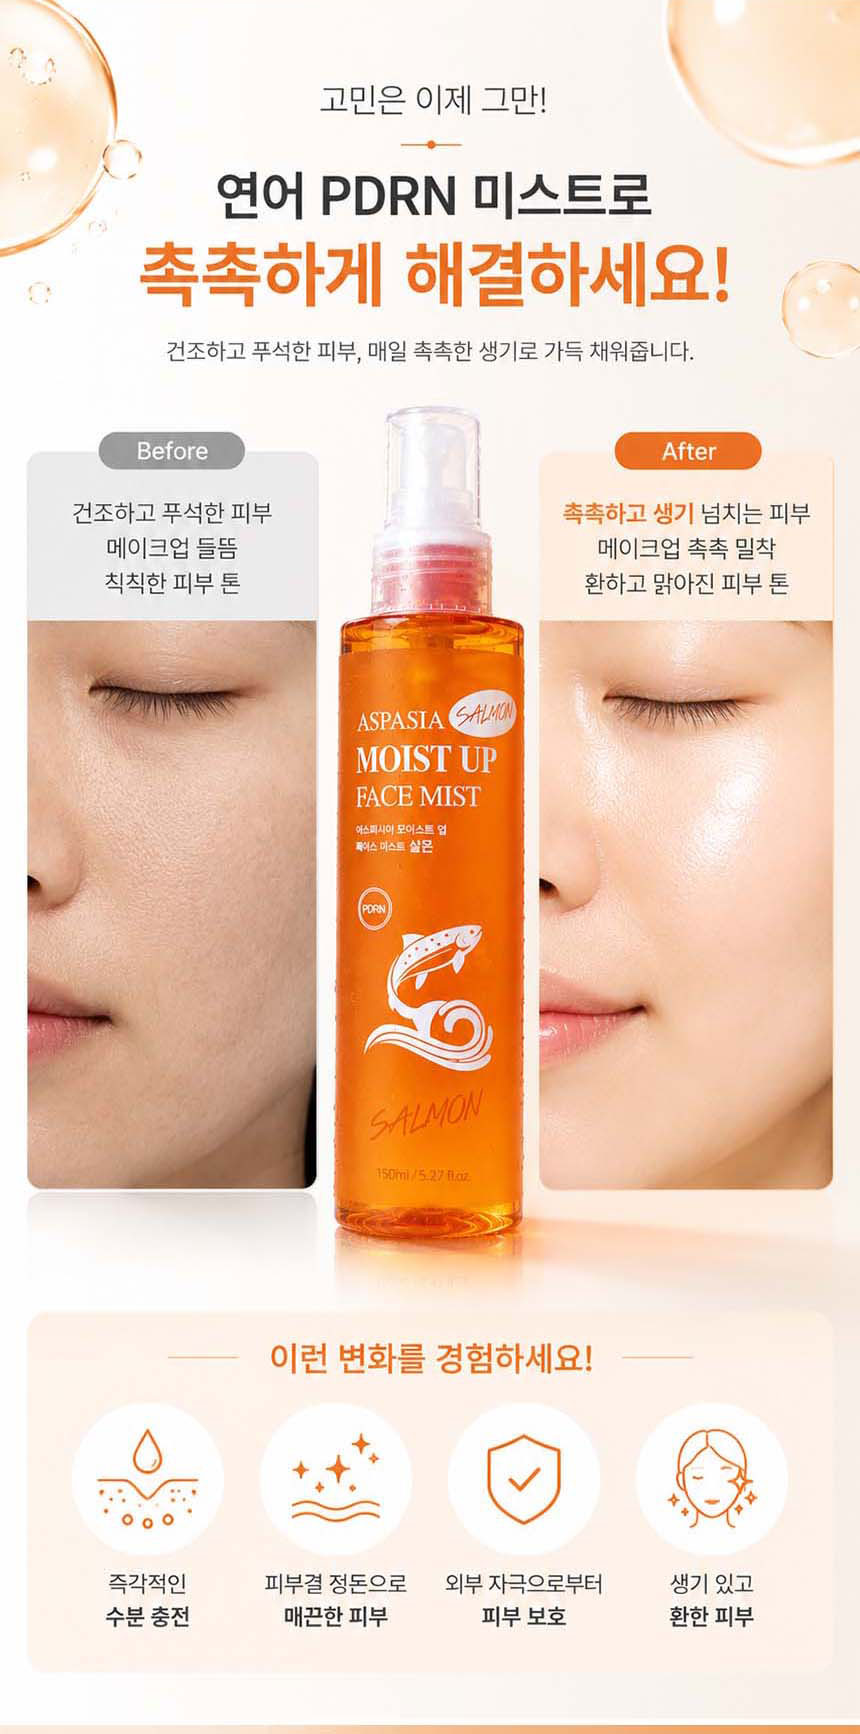 고민은 이제 그만!
연어 PDRN 미스트로
촉촉하게 해결하세요!
건조하고 푸석한 피부, 매일 촉촉한 생기로 가득 채워줍니다.
Before
건조하고 푸석한 피부
메이크업 들뜸
칙칙한 피부 톤
After
촉촉하고 생기 넘치는 피부
메이크업 촉촉 밀착
환하고 맑아진 피부 톤
ASPASIA SALMON
MOIST UP
FACE MIST
아스파시아 모이스트 업
페이스 미스트 살몬
PDRN
SALMON
150ml / 5.27 fl.oz.
이런 변화를 경험하세요!
즉각적인
수분 충전
피부결 정돈으로
매끈한 피부
외부 자극으로부터
피부 보호
생기 있고
환한 피부